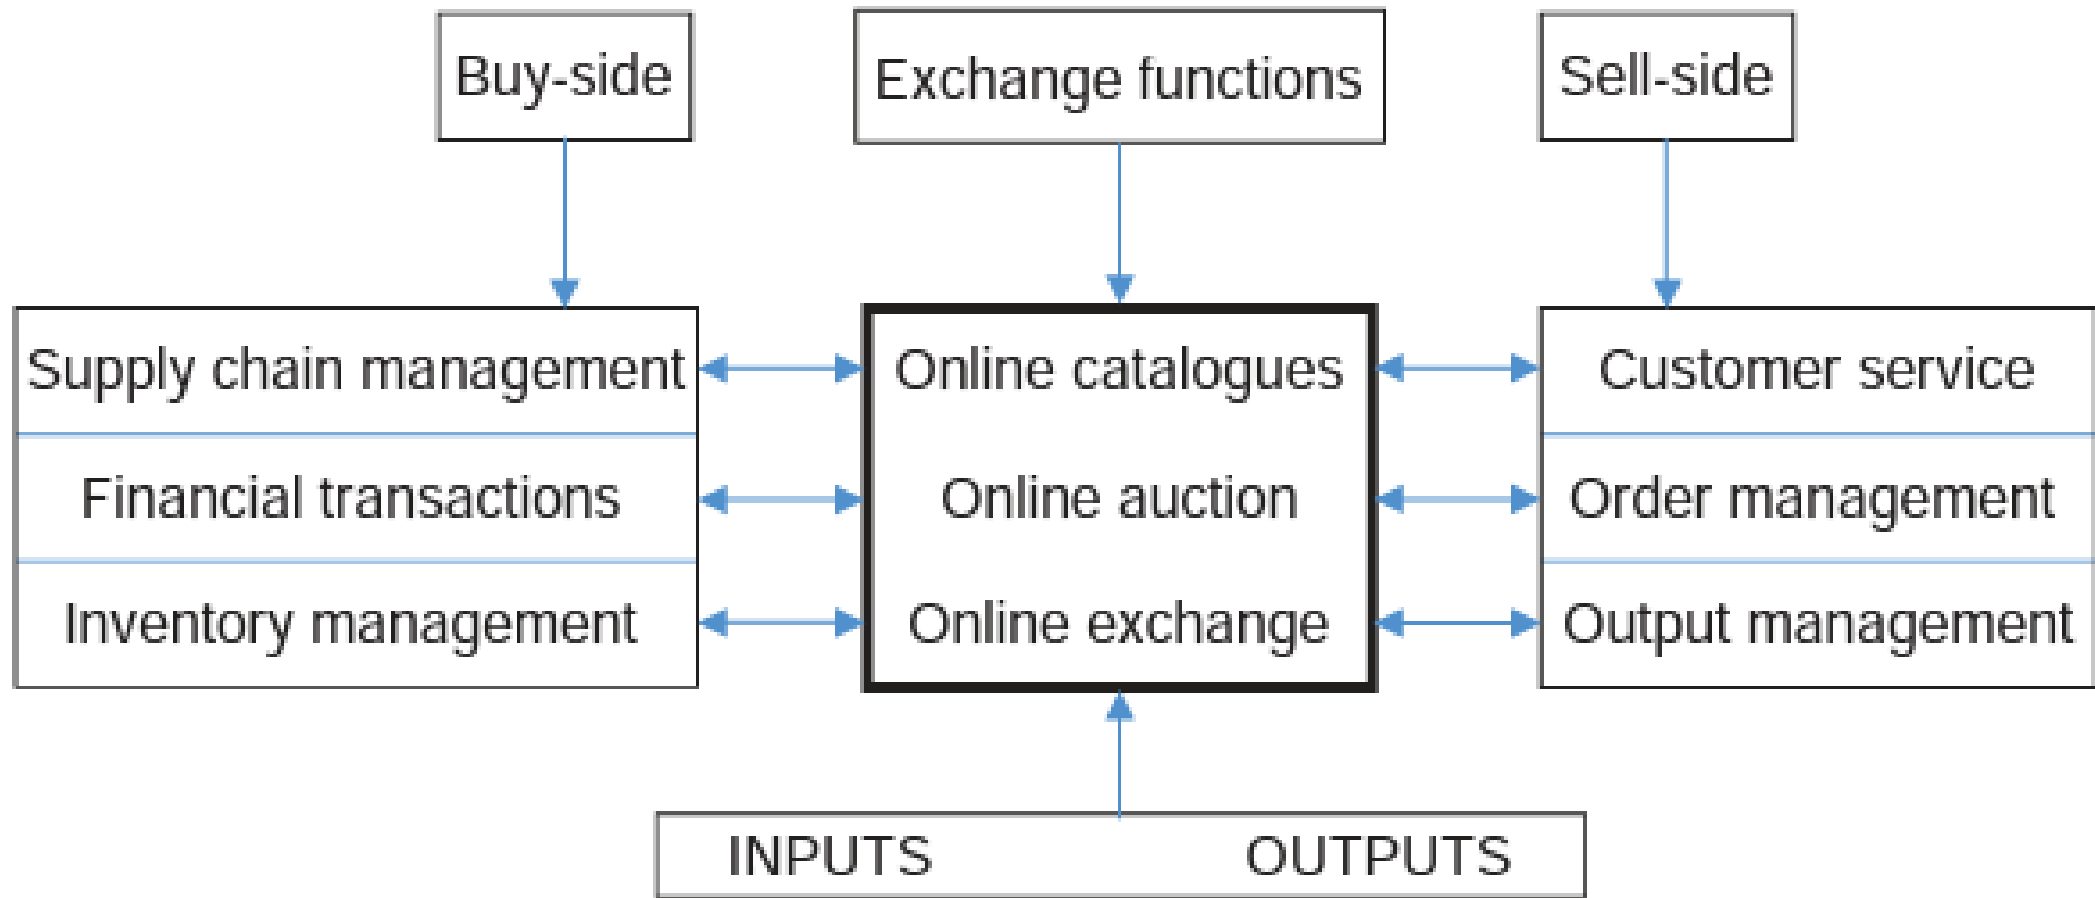 Buy-side
Exchange functions
Sell-side
Supply chain management
Online catalogues
Customer service
Financial transactions
Online auction
Order management
Inventory management
Online exchange
Output management
INPUTS OUTPUTS